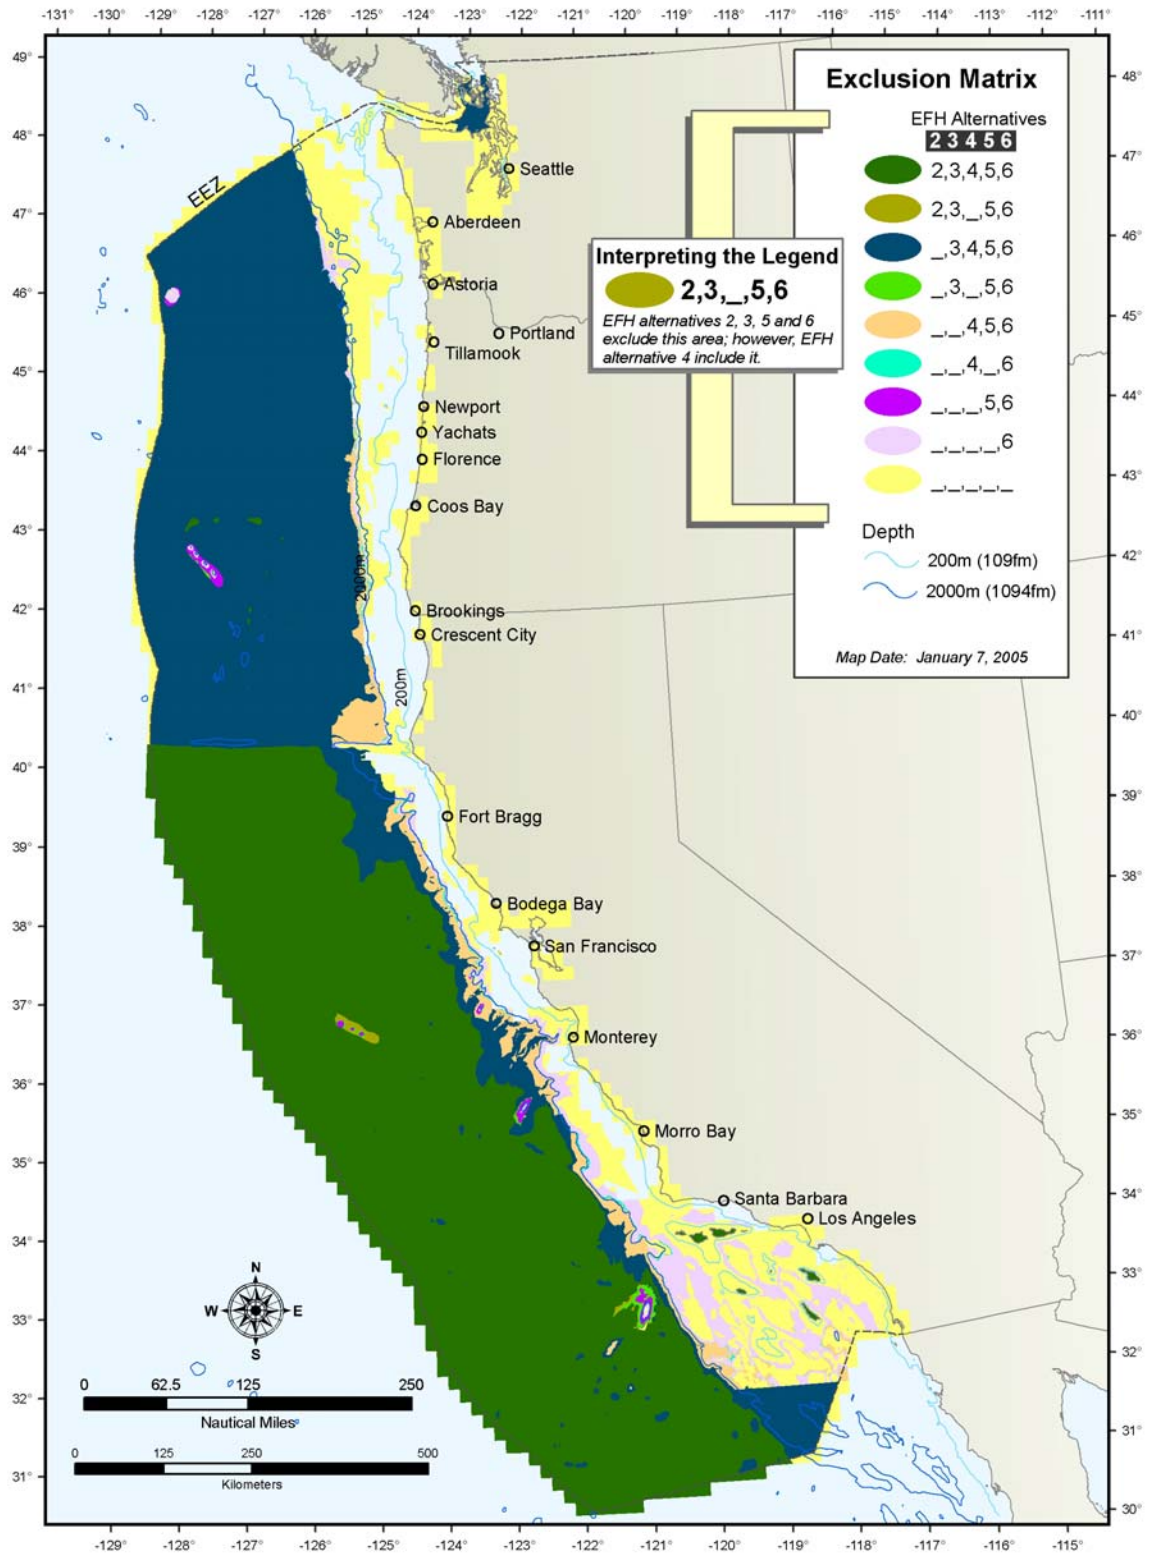 -131° -130° -129° -128° -127° -126° -125° -124° -123° -122° -121° -120° -119° -118° -117° -116° -115° -114° -113° -112° -111°
49°
48°
47°
46°
45°
44°
43°
42°
41°
40°
39°
38°
37°
36°
35°
34°
33°
32°
31°
EEZ
Seattle
Aberdeen
Astoria
Portland
Tillamook
Newport
Yachats
Florence
Coos Bay
2000m
Brookings
Crescent City
200m
Fort Bragg
Bodega Bay
San Francisco
Monterey
Morro Bay
Santa Barbara
Los Angeles
Exclusion Matrix
EFH Alternatives
2 3 4 5 6
2,3,4,5,6
2,3,_,5,6
_,3,4,5,6
_,3,_,5,6
_,_,4,5,6
_,_,4,_,6
_,_,_,5,6
_,_,_,_,6
_,_,_,_,_
Depth
200m (109fm)
2000m (1094fm)
Map Date: January 7, 2005
Interpreting the Legend
2,3,_,5,6
EFH alternatives 2, 3, 5 and 6
exclude this area; however, EFH
alternative 4 include it.
48°
47°
46°
45°
44°
43°
42°
41°
40°
39°
38°
37°
36°
35°
34°
33°
32°
31°
30°
N
W E
S
0 62.5 125 250
Nautical Miles
0 125 250 500
Kilometers
-129° -128° -127° -126° -125° -124° -123° -122° -121° -120° -119° -118° -117° -116° -115°